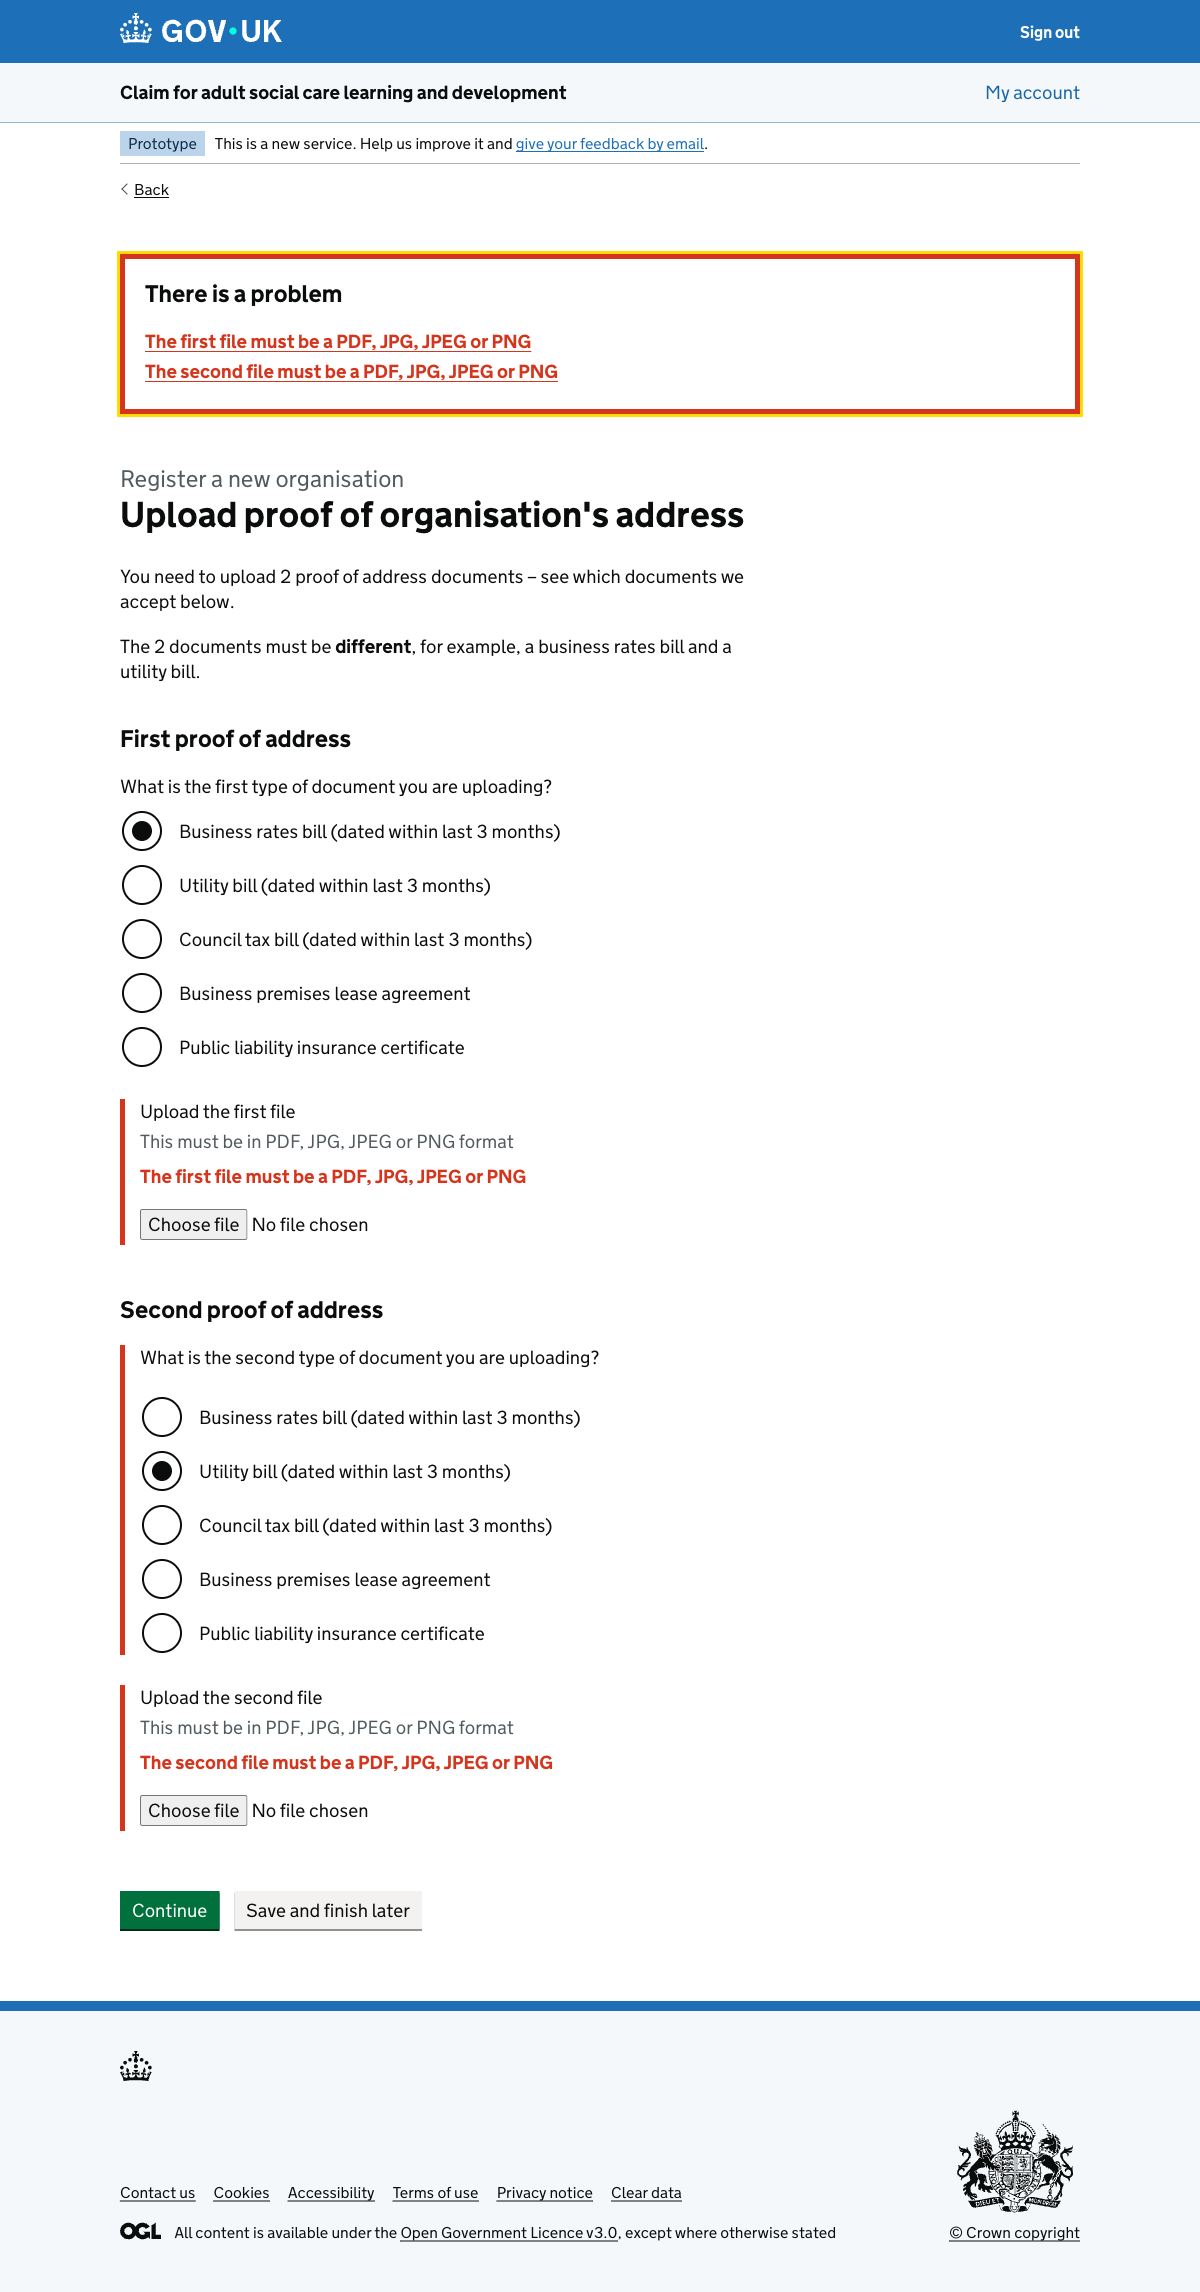 GOV·UK
Sign out
Claim for adult social care learning and development
My account
Prototype
This is a new service. Help us improve it and give your feedback by email.
Back
There is a problem
The first file must be a PDF, JPG, JPEG or PNG
The second file must be a PDF, JPG, JPEG or PNG
Register a new organisation
Upload proof of organisation's address
You need to upload 2 proof of address documents – see which documents we
accept below.
The 2 documents must be different, for example, a business rates bill and a
utility bill.
First proof of address
What is the first type of document you are uploading?
Business rates bill (dated within last 3 months)
Utility bill (dated within last 3 months)
Council tax bill (dated within last 3 months)
Business premises lease agreement
Public liability insurance certificate
Upload the first file
This must be in PDF, JPG, JPEG or PNG format
The first file must be a PDF, JPG, JPEG or PNG
Choose file No file chosen
Second proof of address
What is the second type of document you are uploading?
Business rates bill (dated within last 3 months)
Utility bill (dated within last 3 months)
Council tax bill (dated within last 3 months)
Business premises lease agreement
Public liability insurance certificate
Upload the second file
This must be in PDF, JPG, JPEG or PNG format
The second file must be a PDF, JPG, JPEG or PNG
Choose file No file chosen
Continue
Save and finish later
Contact us
Cookies
Accessibility
Terms of use
Privacy notice
Clear data
OGL
All content is available under the Open Government Licence v3.0, except where otherwise stated
© Crown copyright